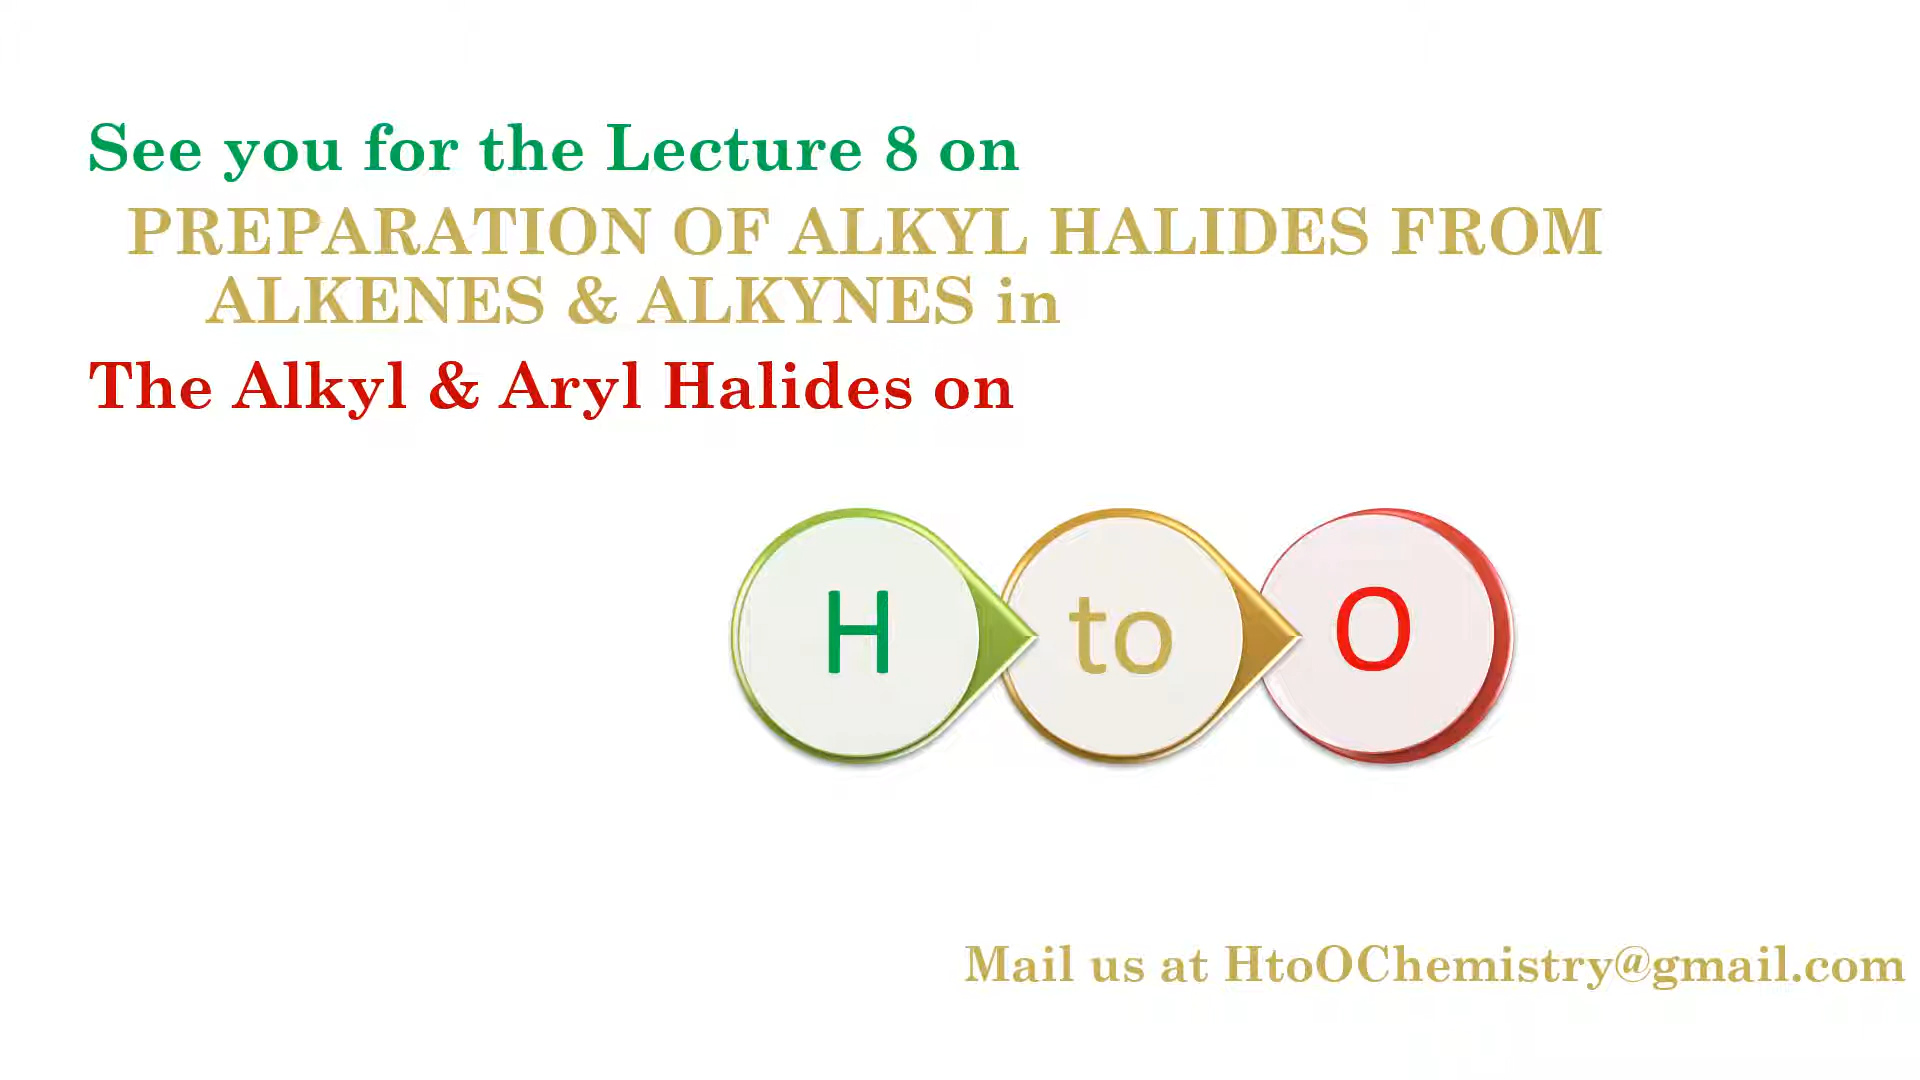 See you for the Lecture 8 on
PREPARATION OF ALKYL HALIDES FROM
ALKENES & ALKYNES in
The Alkyl & Aryl Halides on
H to O
Mail us at HtoOChemistry@gmail.com